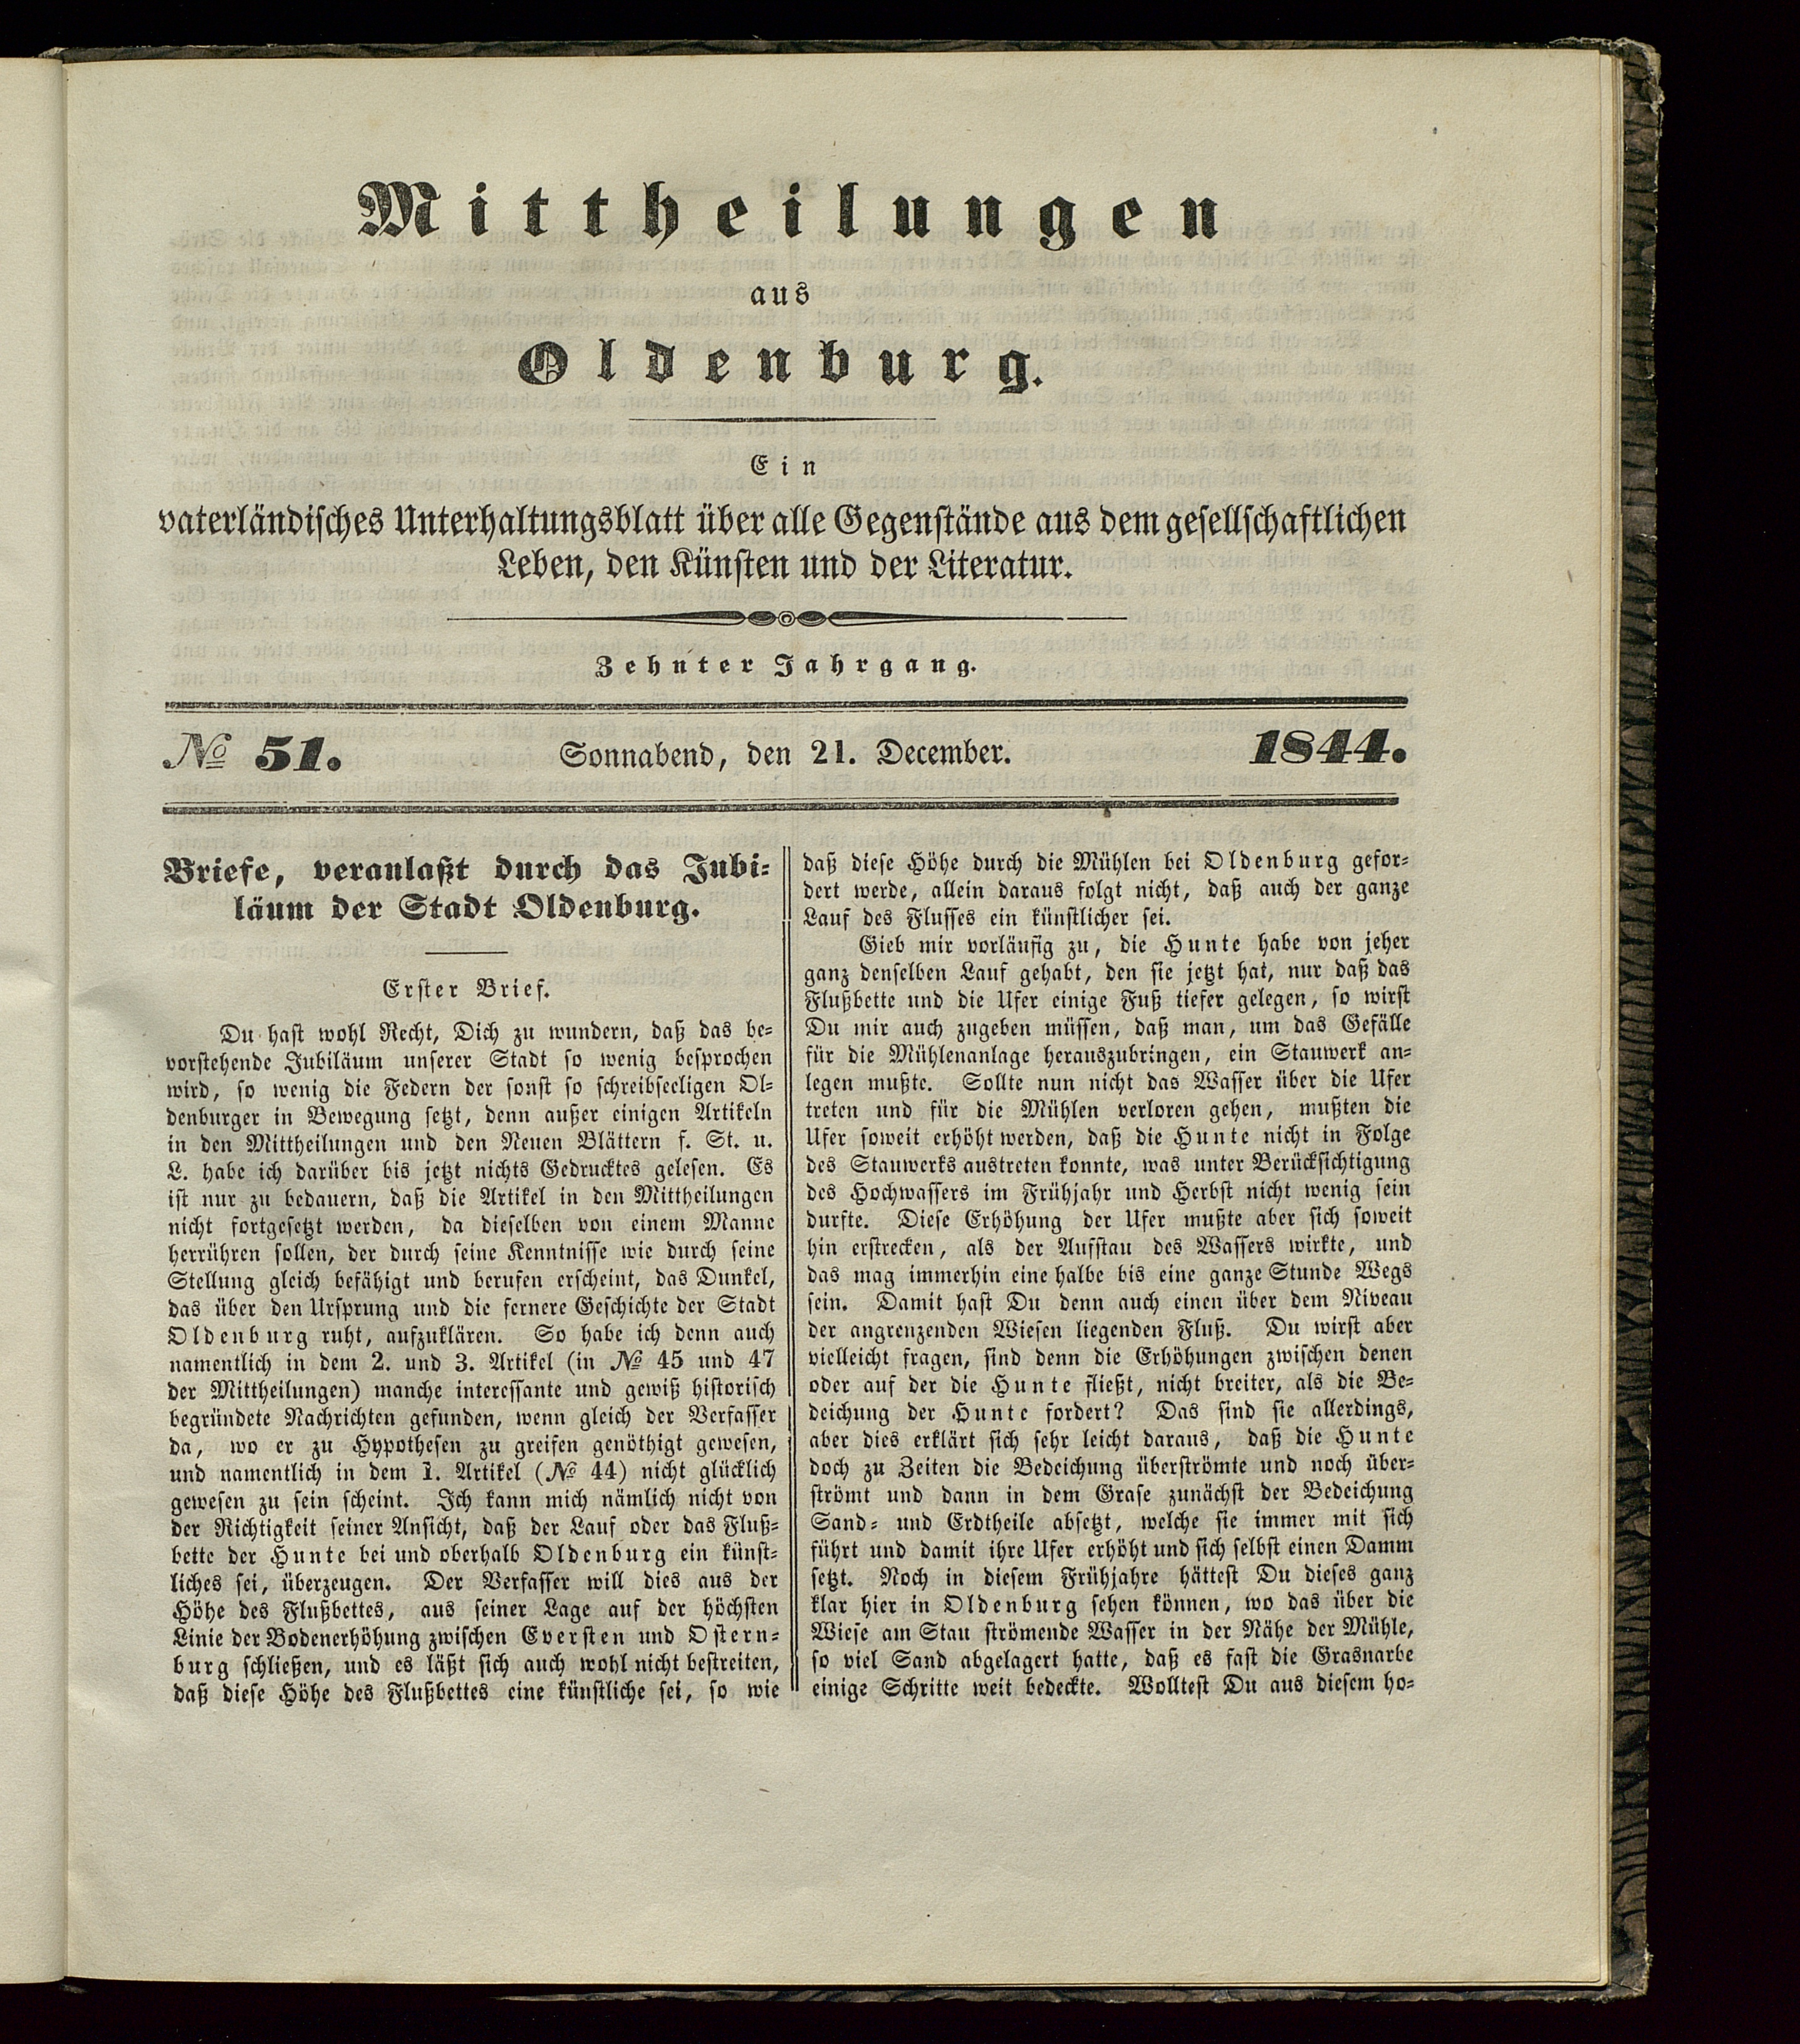 Mittheilungen
aus
Oldenburg.
Ein
vaterländisches Unterhaltungsblatt über alle Gegenstände aus dem gesellschaftlichen
Leben, den Künsten und der Literatur.
Zehnter Jahrgang.
№ 51. Sonnabend, den 21. December. 1844.
Briefe, veranlaßt durch das Jubi-
läum der Stadt Oldenburg.
Erster Brief.
Du hast wohl Recht, Dich zu wundern, daß das be-
vorstehende Jubiläum unserer Stadt so wenig besprochen
wird, so wenig die Federn der sonst so schreibseeligen Ol-
denburger in Bewegung setzt, denn außer einigen Artikeln
in den Mittheilungen und den Neuen Blättern f. St. u.
L. habe ich darüber bis jetzt nichts Gedrucktes gelesen. Es
ist nur zu bedauern, daß die Artikel in den Mittheilungen
nicht fortgesetzt werden, da dieselben von einem Manne
herrühren sollen, der durch seine Kenntnisse wie durch seine
Stellung gleich befähigt und berufen erscheint, das Dunkel,
das über den Ursprung und die fernere Geschichte der Stadt
Oldenburg ruht, aufzuklären. So habe ich denn auch
namentlich in dem 2. und 3. Artikel (in № 45 und 47
der Mittheilungen) manche interessante und gewiß historisch
begründete Nachrichten gefunden, wenn gleich der Verfasser
da, wo er zu Hypothesen zu greifen genöthigt gewesen,
und namentlich in dem 1. Artikel (№ 44) nicht glücklich
gewesen zu sein scheint. Ich kann mich nämlich nicht von
der Richtigkeit seiner Ansicht, daß der Lauf oder das Fluß-
bette der Hunte bei und oberhalb Oldenburg ein künst-
liches sei, überzeugen. Der Verfasser will dies aus der
Höhe des Flußbettes, aus seiner Lage auf der höchsten
Linie der Bodenerhöhung zwischen Eversten und Ostern-
burg schließen, und es läßt sich auch wohl nicht bestreiten,
daß diese Höhe des Flußbettes eine künstliche sei, so wie
daß diese Höhe durch die Mühlen bei Oldenburg gefor-
dert werde, allein daraus folgt nicht, daß auch der ganze
Lauf des Flusses ein künstlicher sei.
Gieb mir vorläufig zu, die Hunte habe von jeher
ganz denselben Lauf gehabt, den sie jetzt hat, nur daß das
Flußbette und die Ufer einige Fuß tiefer gelegen, so wirst
Du mir auch zugeben müssen, daß man, um das Gefälle
für die Mühlenanlage herauszubringen, ein Stauwerk an-
legen mußte. Sollte nun nicht das Wasser über die Ufer
treten und für die Mühlen verloren gehen, mußten die
Ufer soweit erhöht werden, daß die Hunte nicht in Folge
des Stauwerks austreten konnte, was unter Berücksichtigung
des Hochwassers im Frühjahr und Herbst nicht wenig sein
durfte. Diese Erhöhung der Ufer mußte aber sich soweit
hin erstrecken, als der Aufstau des Wassers wirkte, und
das mag immerhin eine halbe bis eine ganze Stunde Wegs
sein. Damit hast Du denn auch einen über dem Niveau
der angrenzenden Wiesen liegenden Fluß. Du wirst aber
vielleicht fragen, sind denn die Erhöhungen zwischen denen
oder auf der die Hunte fließt, nicht breiter, als die Be-
deichung der Hunte fordert? Das sind sie allerdings,
aber dies erklärt sich sehr leicht daraus, daß die Hunte
doch zu Zeiten die Bedeichung überströmte und noch über-
strömt und dann in dem Grase zunächst der Bedeichung
Sand- und Erdtheile absetzt, welche sie immer mit sich
führt und damit ihre Ufer erhöht und sich selbst einen Damm
setzt. Noch in diesem Frühjahre hättest Du dieses ganz
klar hier in Oldenburg sehen können, wo das über die
Wiese am Stau strömende Wasser in der Nähe der Mühle,
so viel Sand abgelagert hatte, daß es fast die Grasnarbe
einige Schritte weit bedeckte. Wolltest Du aus diesem ho-